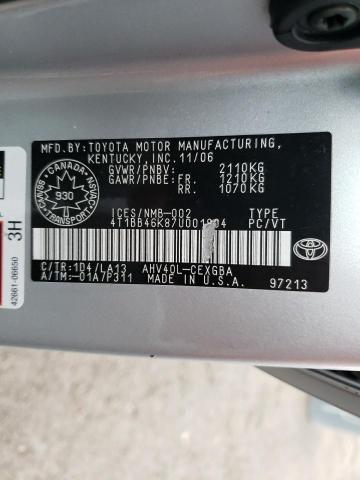 MFD.BY:TOYOTA MOTOR MANUFACTURING,
KENTUCKY, INC. 11/06
GVWR/PNBV: 2110KG
GAWR/PNBE: FR. 1210KG
RR. 1070KG
CANADA
930
ICES/NMB-002 TYPE
PC/VT
C/TR:1D4/LA13 AHV40L-CEXGBA
A/TM:-01A/P311 MADE IN U.S.A.
97213
3H
42661-06650